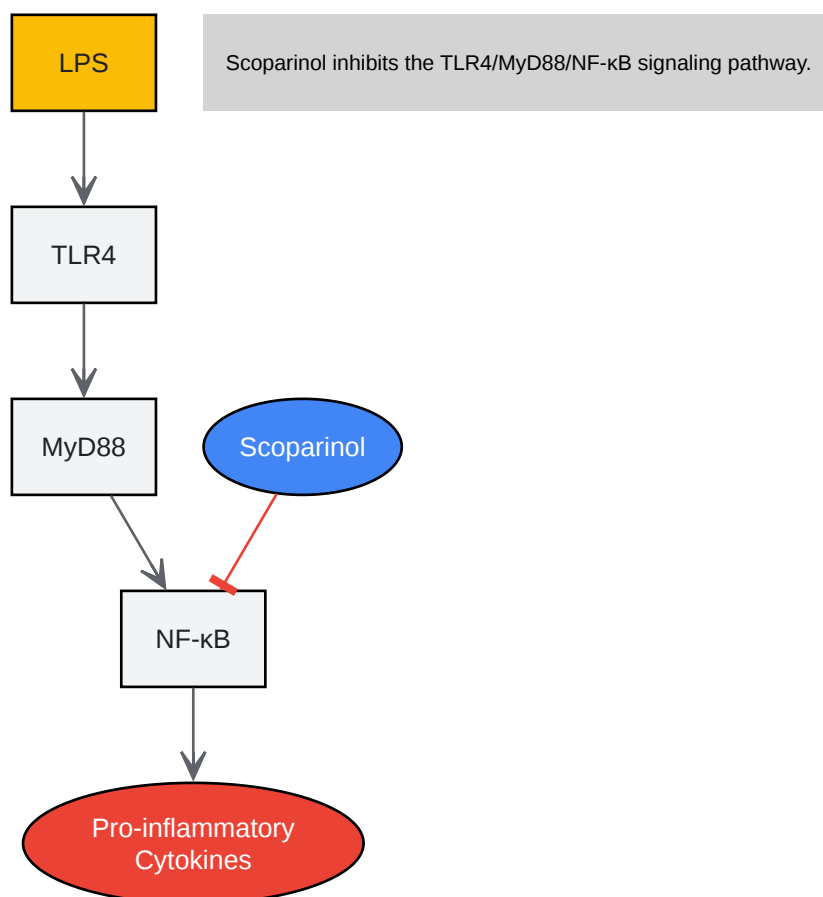 LPS
Scoparinol inhibits the TLR4/MyD88/NF-κB signaling pathway.
TLR4
MyD88
Scoparinol
NF-κB
Pro-inflammatory
Cytokines